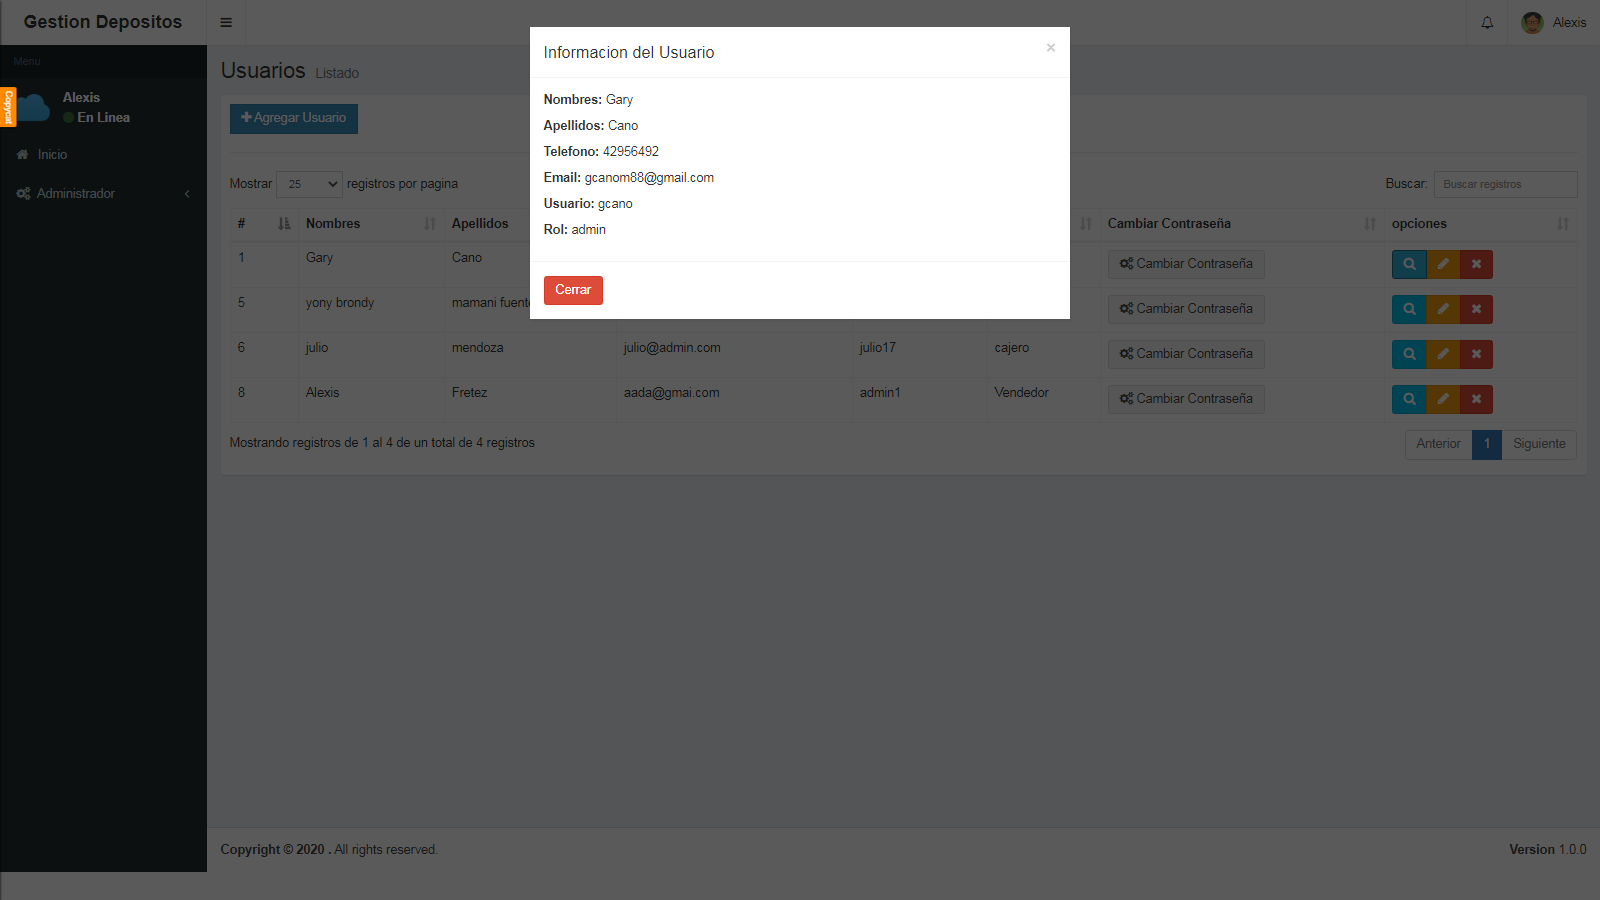 Gestion Depositos
Alexis
Menu
Copycat
Alexis
En Linea
Inicio
Administrador
Usuarios Listado
Agregar Usuario
Mostrar 25 registros por pagina
Buscar: Buscar registros
# Nombres Apellidos Cambiar Contraseña opciones
1 Gary Cano Cambiar Contraseña
5 yony brondy mamani fuent Cambiar Contraseña
6 julio mendoza julio@admin.com julio17 cajero Cambiar Contraseña
8 Alexis Fretez aada@gmai.com admin1 Vendedor Cambiar Contraseña
Mostrando registros de 1 al 4 de un total de 4 registros
Anterior 1 Siguiente
Informacion del Usuario ×
Nombres: Gary
Apellidos: Cano
Telefono: 42956492
Email: gcanom88@gmail.com
Usuario: gcano
Rol: admin
Cerrar
Copyright © 2020 . All rights reserved.
Version 1.0.0